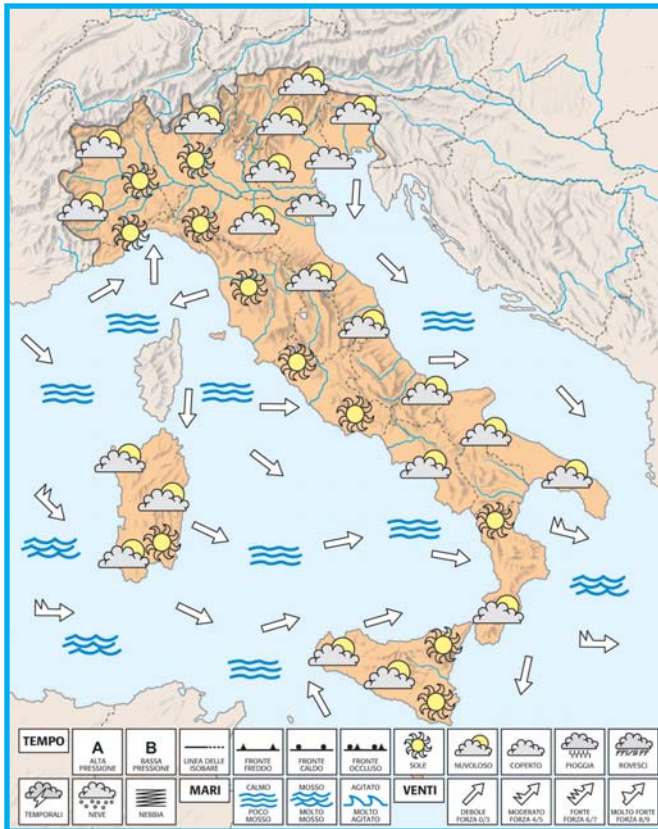 TEMPO
A
ALTA
PRESSIONE
B
BASSA
PRESSIONE
LINEA DELLE
ISOBARE
FRONTE
FREDDO
FRONTE
CALDO
FRONTE
OCCLUSO
SOLE
NUVOLOSO
COPERTO
PIOGGIA
ROVESCI
TEMPORALI
NEVE
NEBBIA
MARI
CALMO
POCO
MOSSO
MOSSO
MOLTO
MOSSO
AGITATO
MOLTO
AGITATO
VENTI
DEBOLE
FORZA 0/3
MODERATO
FORZA 4/5
FORTE
FORZA 6/7
MOLTO FORTE
FORZA 8/9